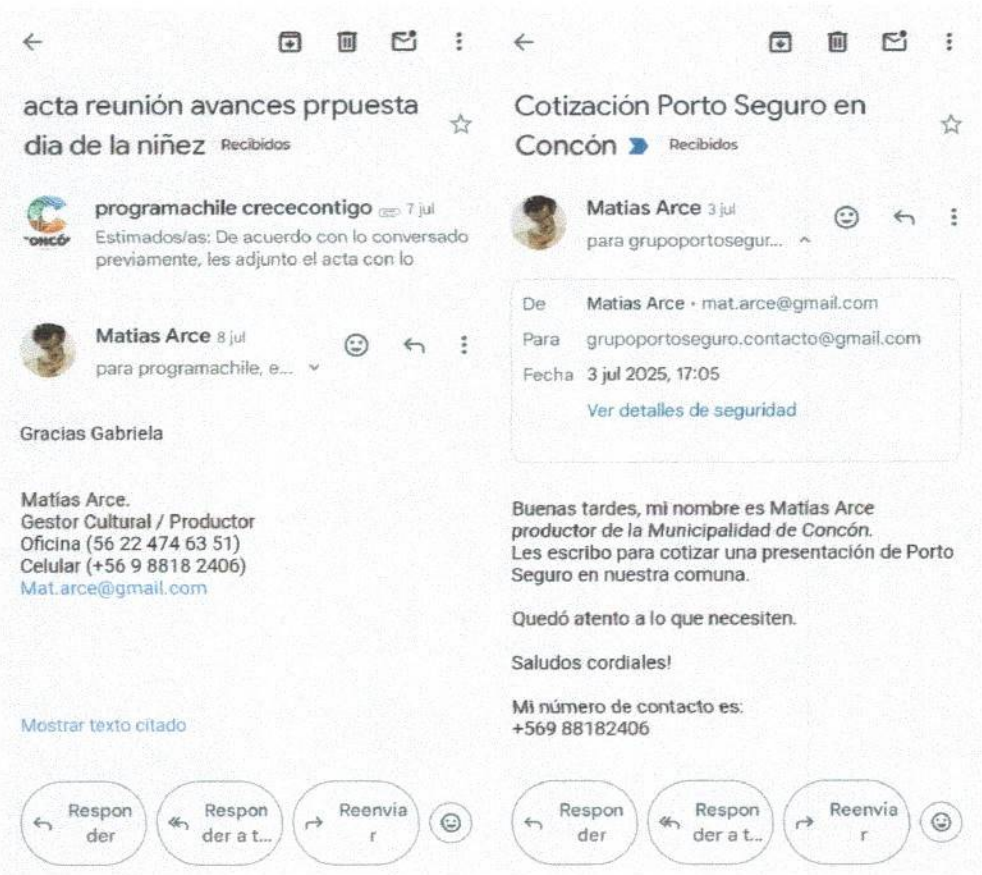 acta reunión avances prpuesta
dia de la niñez Recibidos
programachile crececontigo 7 jul
Estimados/as: De acuerdo con lo conversado
previamente, les adjunto el acta con lo
CONCÓ
Matias Arce 8 jul
para programachile, e...
Gracias Gabriela
Matías Arce.
Gestor Cultural / Productor
Oficina (56 22 474 63 51)
Celular (+56 9 8818 2406)
Mat.arce@gmail.com
Mostrar texto citado
Respon
der
Respon
der a t...
Reenvia
r
Cotización Porto Seguro en
Concón Recibidos
Matias Arce 3 jul
para grupoportosegur...
De Matias Arce • mat.arce@gmail.com
Para grupoportoseguro.contacto@gmail.com
Fecha 3 jul 2025, 17:05
Ver detalles de seguridad
Buenas tardes, mi nombre es Matías Arce
productor de la Municipalidad de Concón.
Les escribo para cotizar una presentación de Porto
Seguro en nuestra comuna.
Quedó atento a lo que necesiten.
Saludos cordiales!
Mi número de contacto es:
+569 88182406
Respon
der
Respon
der a t...
Reenvia
r